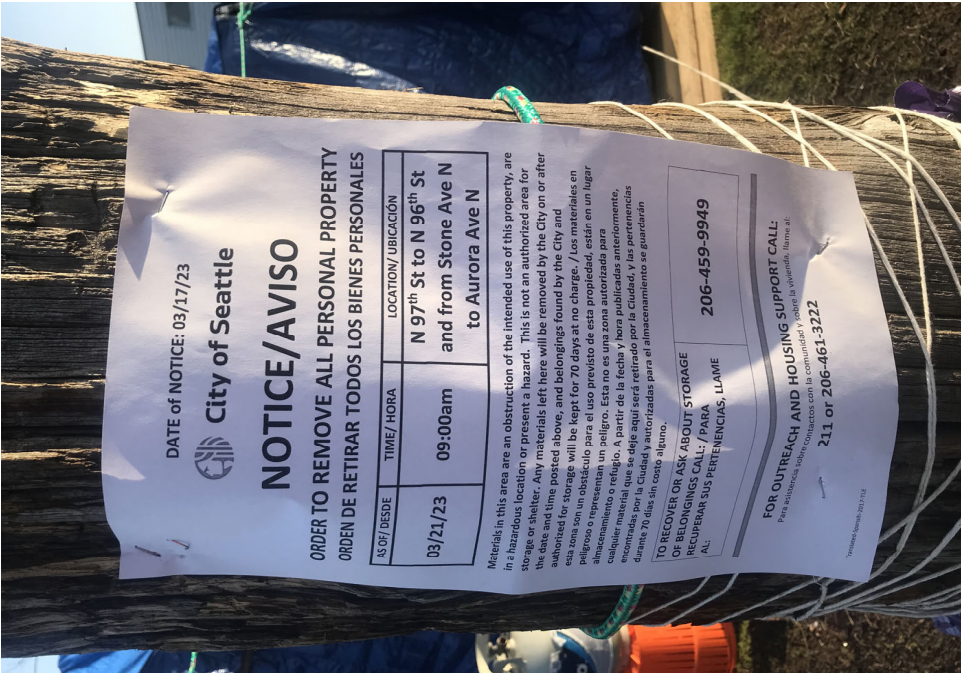 DATE OF NOTICE: 03/17/23
City of Seattle
NOTICE/AVISO
ORDER TO REMOVE ALL PERSONAL PROPERTY
ORDEN DE RETIRAR TODOS LOS BIENES PERSONALES
AS OF/ DESDE TIME/ HORA LOCATION/ UBICACIÓN
03/21/23 09:00am N 97th St to N 96th St
and from Stone Ave N
to Aurora Ave N
Materials in this area are an obstruction of the intended use of this property, are
in a hazardous location or present a hazard. This is not an authorized area for
storage or shelter. Any materials left here will be removed by the City on or after
the date and time posted above, and belongings found by the City and
authorized for storage will be kept for 70 days at no charge. / Los materiales en
esta zona son un obstáculo para el uso previsto de esta propiedad, están en un lugar
peligroso o representan un peligro. Esta no es una zona autorizada para
almacenamiento o refugio. A partir de la fecha y hora publicadas anteriormente,
cualquier material que se deje aquí será retirado por la Ciudad, y las pertenencias
encontradas por la Ciudad y autorizadas para el almacenamiento se guardarán
durante 70 días sin costo alguno.
TO RECOVER OR ASK ABOUT STORAGE
OF BELONGINGS CALL: / PARA
RECUPERAR SUS PERTENENCIAS, LLAME
AL:
206-459-9949
FOR OUTREACH AND HOUSING SUPPORT CALL:
Para asistencia sobre contactos con la comunidad y sobre la vivienda, llame al:
211 or 206-461-3222